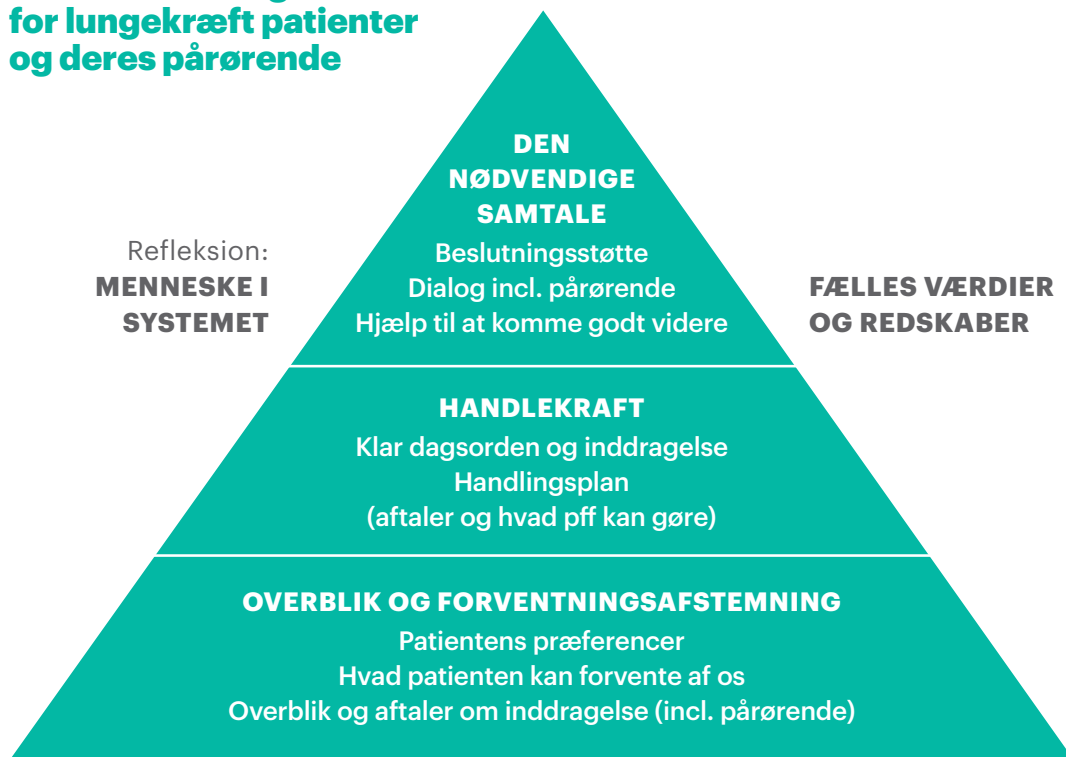 for lungekræft patienter
og deres pårørende
DEN
NØDVENDIGE
SAMTALE
Beslutningsstøtte
Dialog incl. pårørende
Hjælp til at komme godt videre
Refleksion:
MENNESKE I
SYSTEMET
FÆLLES VÆRDIER
OG REDSKABER
HANDLEKRAFT
Klar dagsorden og inddragelse
Handlingsplan
(aftaler og hvad pff kan gøre)
OVERBLIK OG FORVENTNINGSAFSTEMNING
Patientens præferencer
Hvad patienten kan forvente af os
Overblik og aftaler om inddragelse (incl. pårørende)